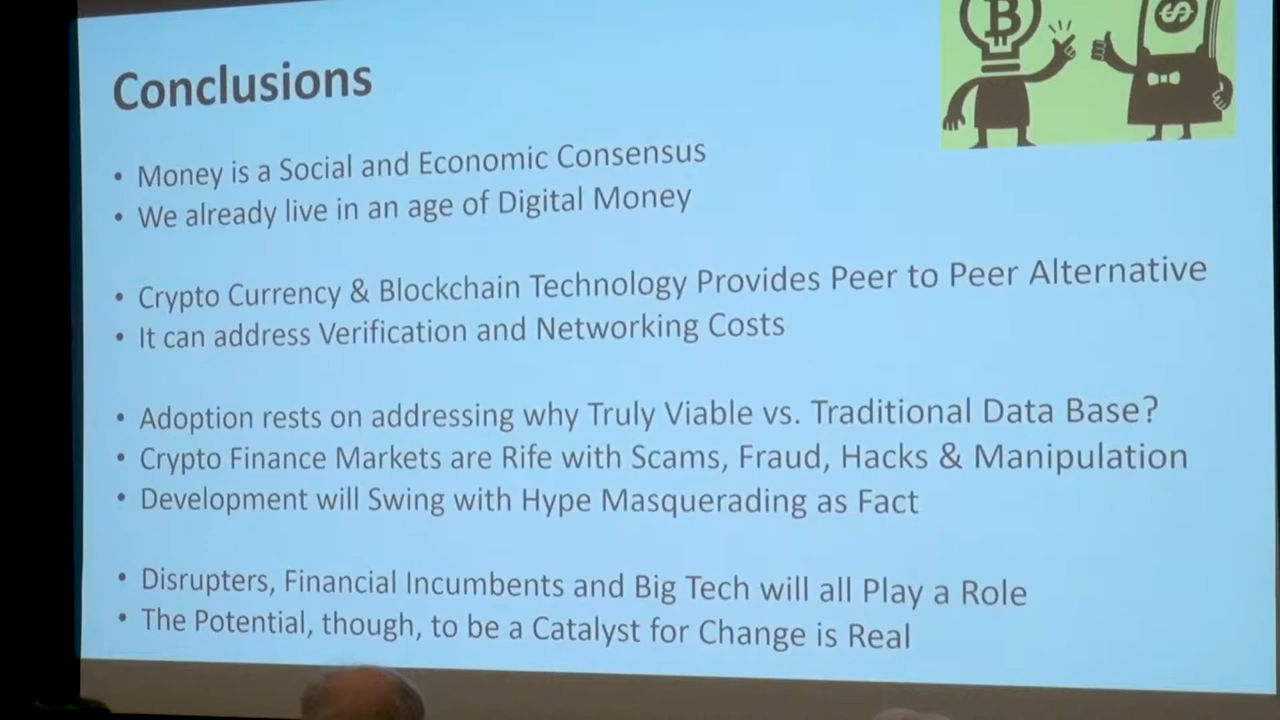 Conclusions
• Money is a Social and Economic Consensus
• We already live in an age of Digital Money
• Crypto Currency & Blockchain Technology Provides Peer to Peer Alternative
• It can address Verification and Networking Costs
• Adoption rests on addressing why Truly Viable vs. Traditional Data Base?
• Crypto Finance Markets are Rife with Scams, Fraud, Hacks & Manipulation
• Development will Swing with Hype Masquerading as Fact
• Disrupters, Financial Incumbents and Big Tech will all Play a Role
• The Potential, though, to be a Catalyst for Change is Real